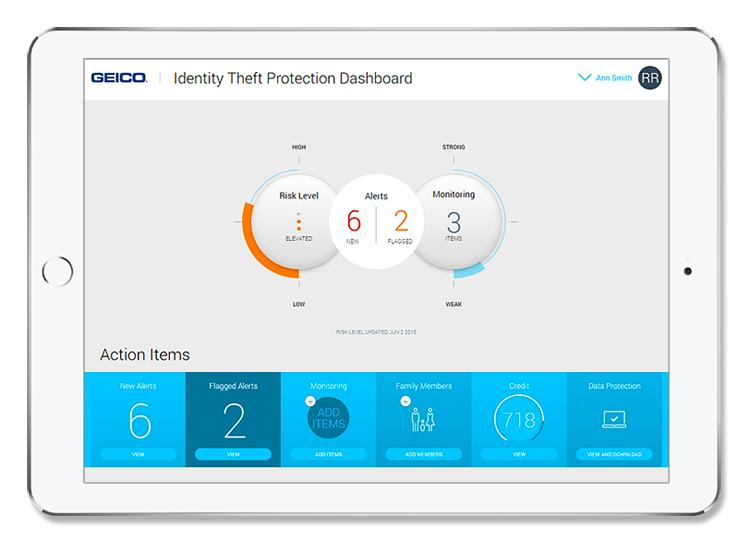 GEICO. Identity Theft Protection Dashboard
Ann Smith RR
HIGH
STRONG
Risk Level
ELEVATED
LOW
Alerts
6 2
NEW FLAGGED
Monitoring
3
ITEMS
WEAK
RISK LEVEL UPDATED JUN 2 2015
Action Items
New Alerts
6
VIEW
Flagged Alerts
2
VIEW
Monitoring
ADD
ITEMS
ADD ITEMS
Family Members
ADD MEMBERS
Credit
718
VIEW
Data Protection
VIEW AND DOWNLOAD